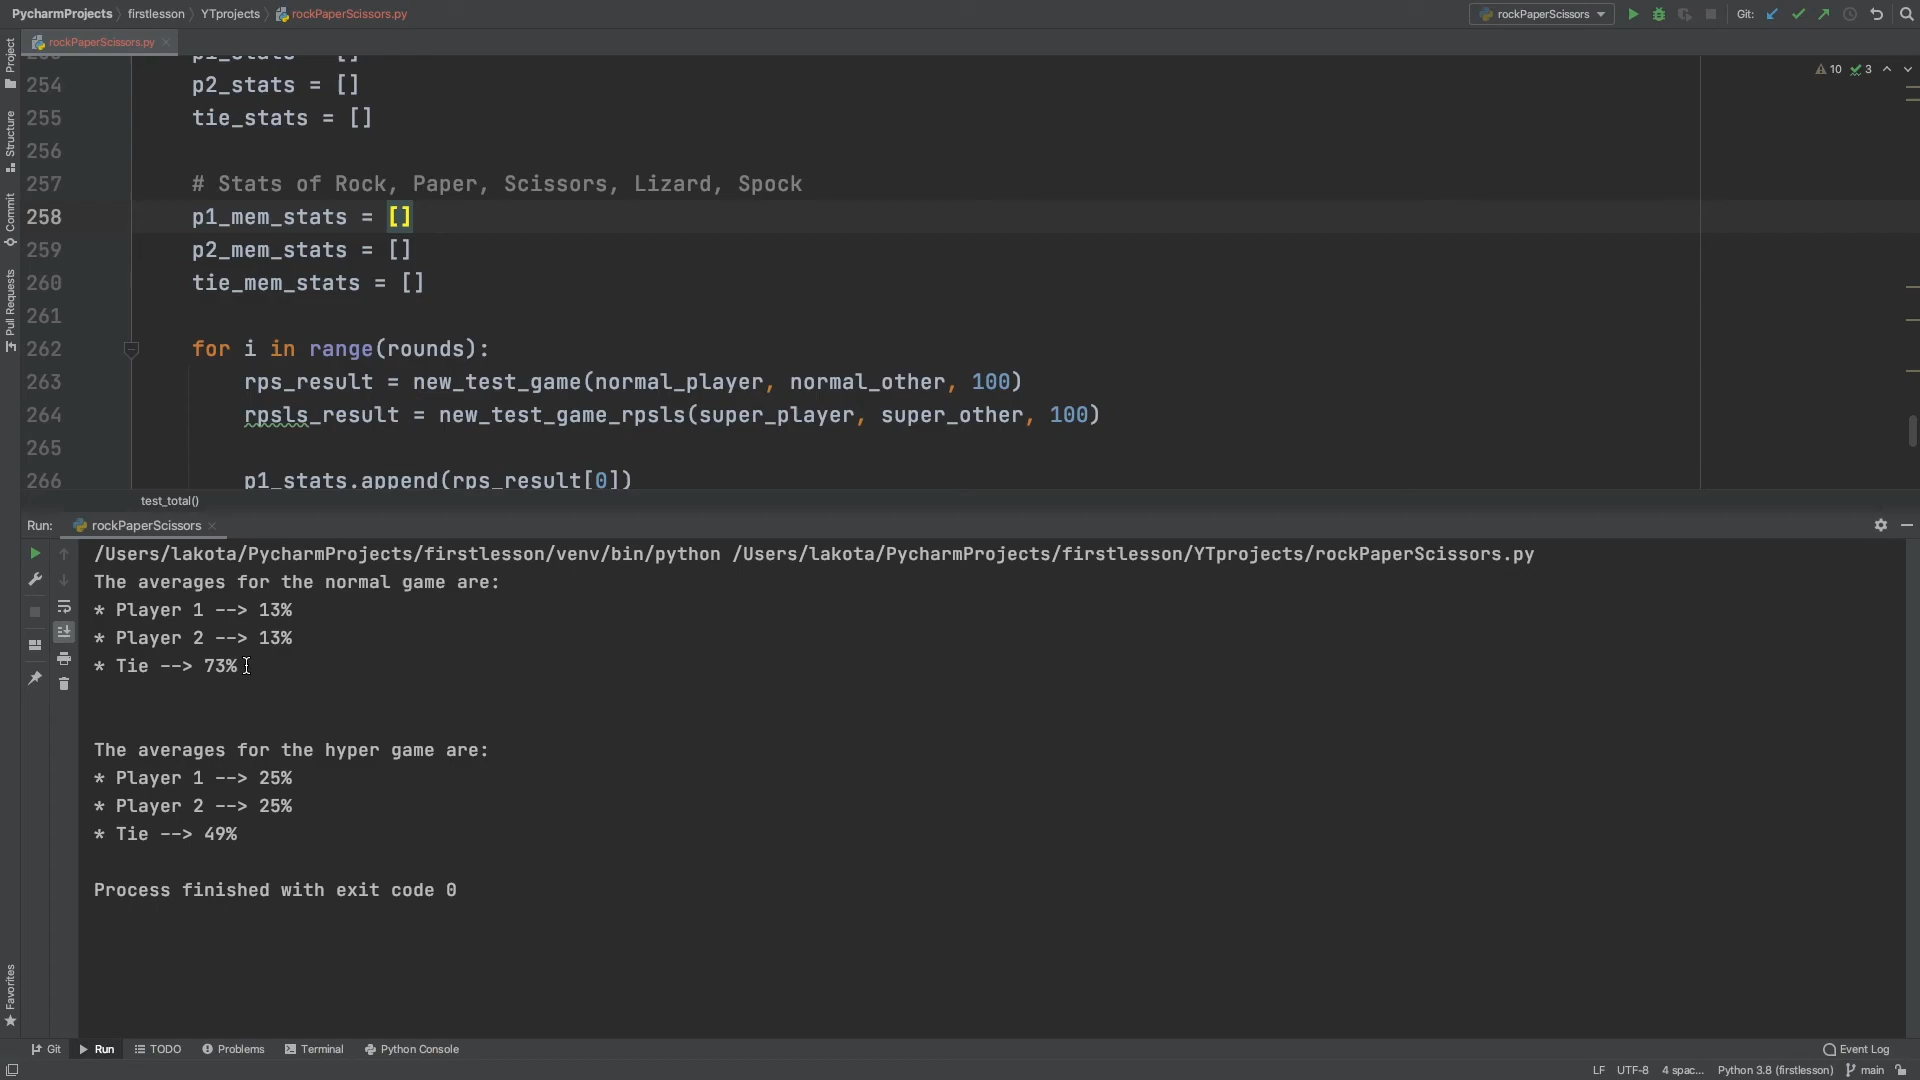 PycharmProjects firstlesson YTprojects rockPaperScissors.py
rockPaperScissors
Git:
rockPaperScissors.py
10 3
Project
Structure
Commit
Pull Requests
Favorites
254 p2_stats = []
255 tie_stats = []
256
257 # Stats of Rock, Paper, Scissors, Lizard, Spock
258 p1_mem_stats = []
259 p2_mem_stats = []
260 tie_mem_stats = []
261
262 for i in range(rounds):
263 rps_result = new_test_game(normal_player, normal_other, 100)
264 rpsls_result = new_test_game_rpsls(super_player, super_other, 100)
265
266 p1_stats.append(rps_result[0])
test_total()
Run: rockPaperScissors
/Users/lakota/PycharmProjects/firstlesson/venv/bin/python /Users/lakota/PycharmProjects/firstlesson/YTprojects/rockPaperScissors.py
The averages for the normal game are:
* Player 1 --> 13%
* Player 2 --> 13%
* Tie --> 73%
The averages for the hyper game are:
* Player 1 --> 25%
* Player 2 --> 25%
* Tie --> 49%
Process finished with exit code 0
Git Run TODO Problems Terminal Python Console Event Log
LF UTF-8 4 spac... Python 3.8 (firstlesson) main